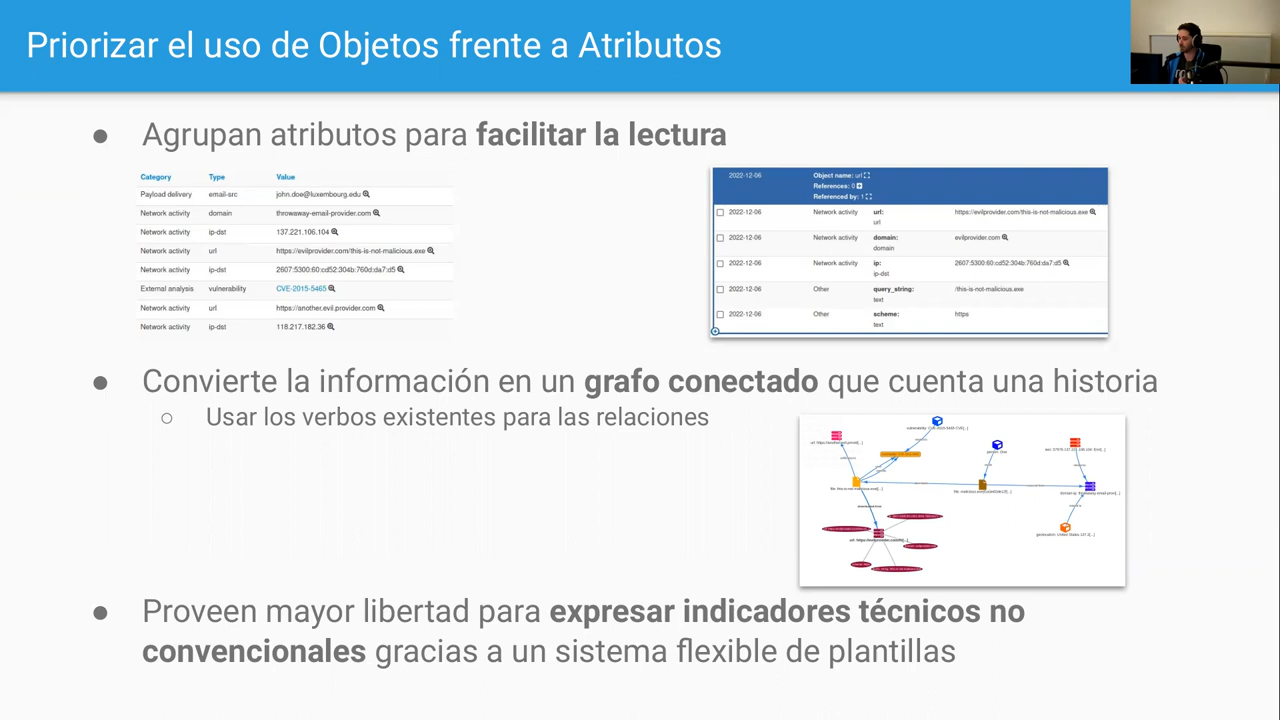 Priorizar el uso de Objetos frente a Atributos
● Agrupan atributos para facilitar la lectura
Category Type Value
Payload delivery email-src john.doe@luxembourg.edu
Network activity domain throwaway-email-provider.com
Network activity ip-dst 137.221.106.104
Network activity url https://evilprovider.com/this-is-not-malicious.exe
Network activity ip-dst 2607:5300:60:cd52:304b:760d:da7:d5
External analysis vulnerability CVE-2015-5465
Network activity url https://another.evil.provider.com
Network activity ip-dst 118.217.182.36
2022-12-06 Object name: url
References: 0
Referenced by: 1
2022-12-06 Network activity url: https://evilprovider.com/this-is-not-malicious.exe
url
2022-12-06 Network activity domain: evilprovider.com
domain
2022-12-06 Network activity ip: 2607:5300:60:cd52:304b:760d:da7:d5
ip-dst
2022-12-06 Other query_string: /this-is-not-malicious.exe
text
2022-12-06 Other scheme: https
text
● Convierte la información en un grafo conectado que cuenta una historia
○ Usar los verbos existentes para las relaciones
● Proveen mayor libertad para expresar indicadores técnicos no
convencionales gracias a un sistema flexible de plantillas